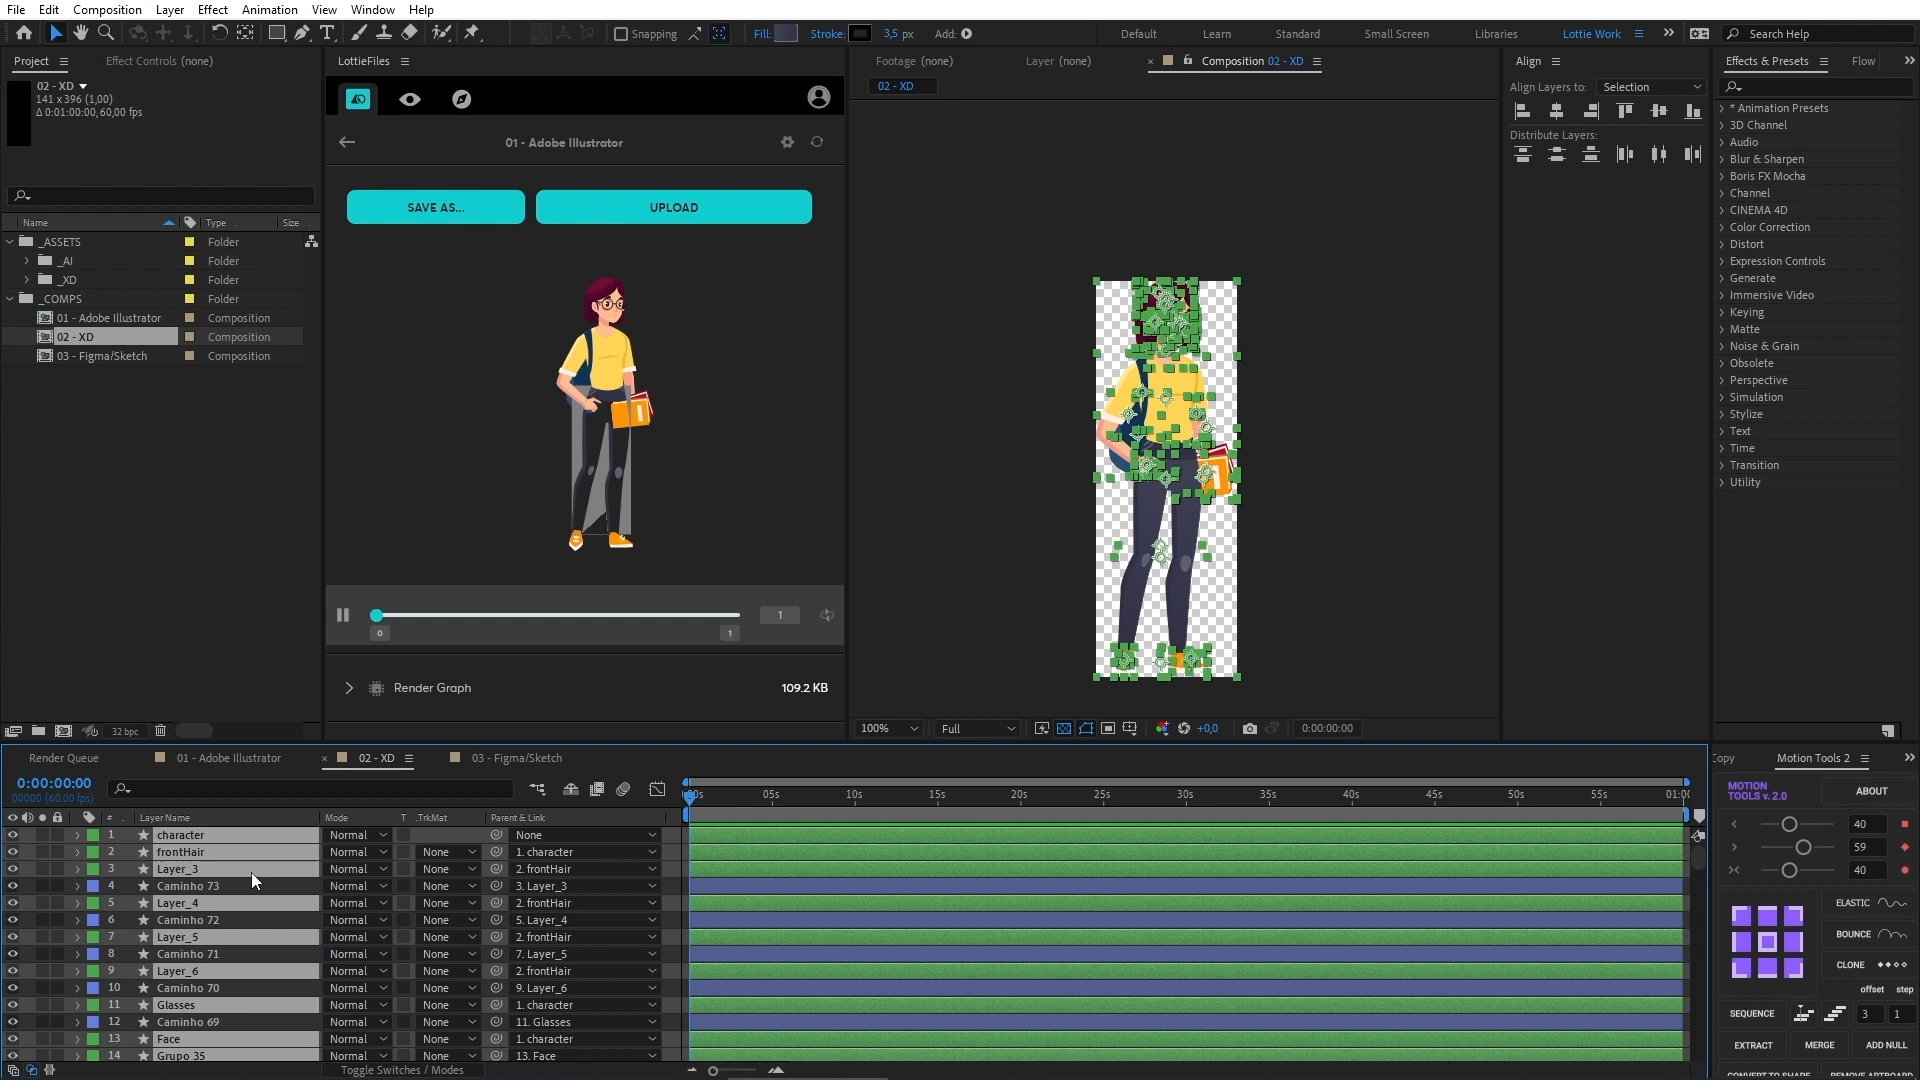 File Edit Composition Layer Effect Animation View Window Help
Snapping Fill: Stroke: 3,5 px Add: Default Learn Standard Small Screen Libraries Lottie Work Search Help
Project Effect Controls (none)
02 - XD
141 x 396 (1,00)
Δ 0:01:00:00, 60,00 fps
Name Type Size
_ASSETS Folder
_AI Folder
_XD Folder
_COMPS Folder
01 - Adobe Illustrator Composition
02 - XD Composition
03 - Figma/Sketch Composition
32 bpc
LottieFiles
01 - Adobe Illustrator
SAVE AS... UPLOAD
1
0 1
Render Graph 109.2 KB
Footage (none) Layer (none) Composition 02 - XD
02 - XD
100% Full +0,0 0:00:00:00
Align
Align Layers to: Selection
Distribute Layers:
Effects & Presets Flow
* Animation Presets
3D Channel
Audio
Blur & Sharpen
Boris FX Mocha
Channel
CINEMA 4D
Color Correction
Distort
Expression Controls
Generate
Immersive Video
Keying
Matte
Noise & Grain
Obsolete
Perspective
Simulation
Stylize
Text
Time
Transition
Utility
Render Queue 01 - Adobe Illustrator 02 - XD 03 - Figma/Sketch
0:00:00:00
00000 (60.00 fps)
05s 10s 15s 20s 25s 30s 35s 40s 45s 50s 55s
# Layer Name Mode T .TrkMat Parent & Link
1 character Normal None
2 frontHair Normal None 1. character
3 Layer_3 Normal None 2. frontHair
4 Caminho 73 Normal None 3. Layer_3
5 Layer_4 Normal None 2. frontHair
6 Caminho 72 Normal None 5. Layer_4
7 Layer_5 Normal None 2. frontHair
8 Caminho 71 Normal None 7. Layer_5
9 Layer_6 Normal None 2. frontHair
10 Caminho 70 Normal None 9. Layer_6
11 Glasses Normal None 1. character
12 Caminho 69 Normal None 11. Glasses
13 Face Normal None 1. character
14 Grupo 35 Normal None 13. Face
Toggle Switches / Modes
Copy Motion Tools 2
MOTION
TOOLS v. 2.0 ABOUT
40
59
40
ELASTIC
BOUNCE
CLONE
offset step
SEQUENCE 3 1
EXTRACT MERGE ADD NULL